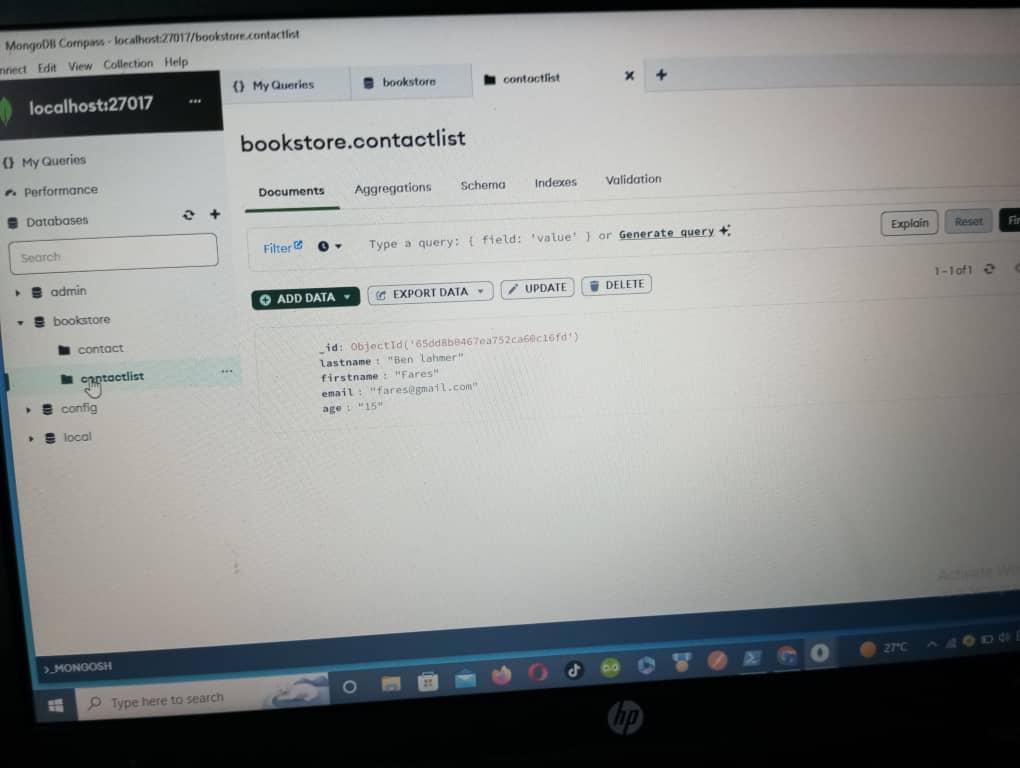 MongoDB Compass - localhost:27017/bookstore.contactlist
nnect Edit View Collection Help
localhost:27017 ...
{} My Queries
bookstore
contactlist
bookstore.contactlist
My Queries
Performance
Databases
Search
admin
bookstore
contact
contactlist ...
config
local
Documents Aggregations Schema Indexes Validation
Filter Type a query: { field: 'value' } or Generate query
Explain Reset Fi
ADD DATA EXPORT DATA UPDATE DELETE
1-1 of 1
_id: ObjectId('65dd8b0467ea752ca60c16fd')
lastname : "Ben lahmer"
firstname : "Fares"
email : "fares@gmail.com"
age : "15"
Activate Wi
>_MONGOSH
Type here to search
27°C
hp